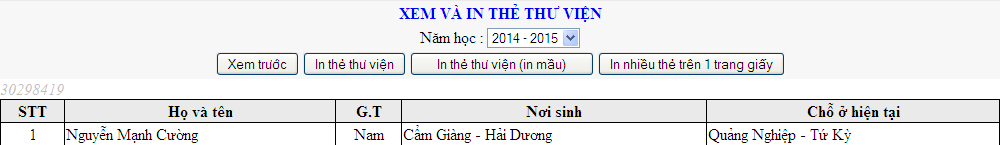 XEM VÀ IN THẺ THƯ VIỆN
Năm học : 2014 - 2015
Xem trước In thẻ thư viện In thẻ thư viện (in mầu) In nhiều thẻ trên 1 trang giấy
30298419
STT Họ và tên G.T Nơi sinh Chỗ ở hiện tại
1 Nguyễn Mạnh Cường Nam Cẩm Giàng - Hải Dương Quảng Nghiệp - Tứ Kỳ